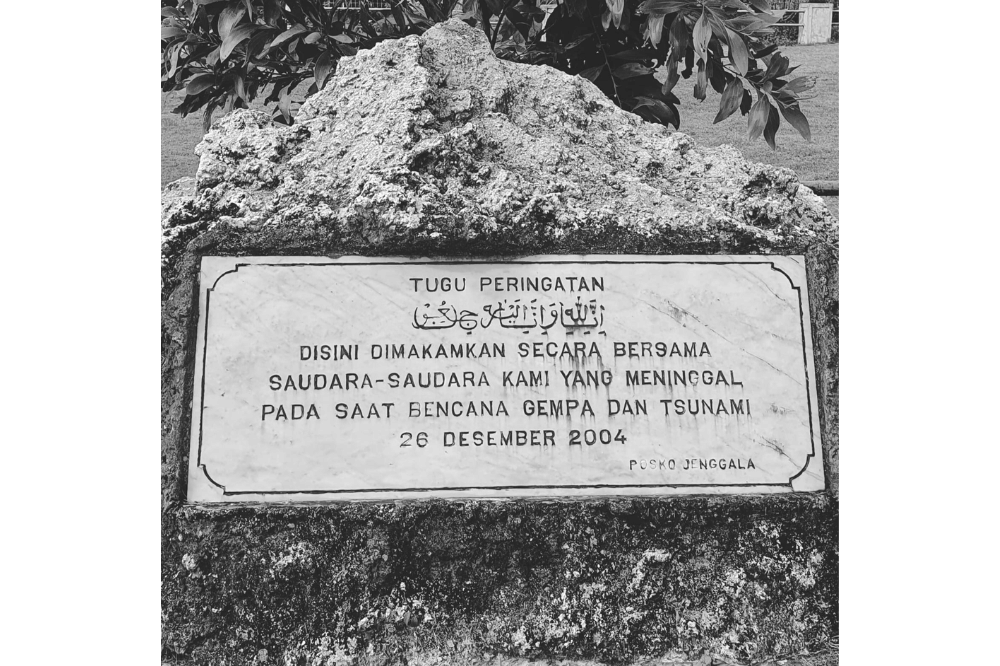 TUGU PERINGATAN
إِنَّا لِلَّهِ وَإِنَّا إِلَيْهِ رَاجِعُونَ
DISINI DIMAKAMKAN SECARA BERSAMA
SAUDARA-SAUDARA KAMI YANG MENINGGAL
PADA SAAT BENCANA GEMPA DAN TSUNAMI
26 DESEMBER 2004
POSKO JENGGALA